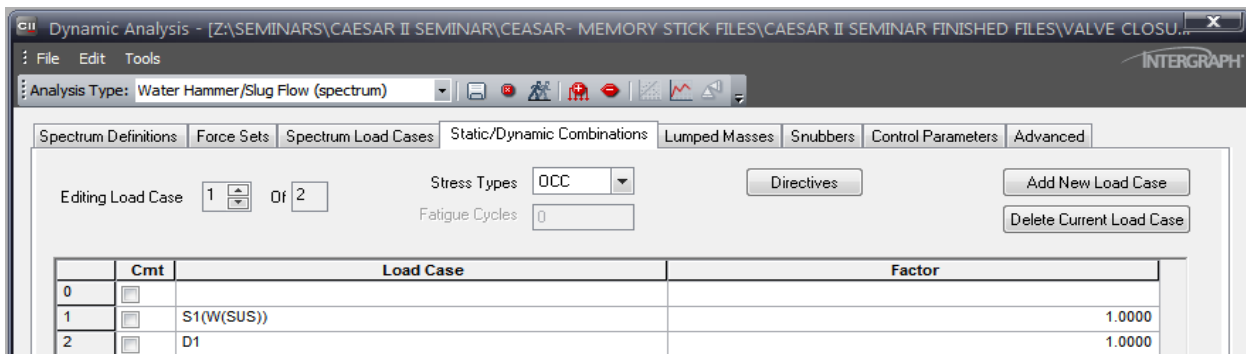 CII Dynamic Analysis - [Z:\SEMINARS\CAESAR II SEMINAR\CEASAR- MEMORY STICK FILES\CAESAR II SEMINAR FINISHED FILES\VALVE CLOSU... X
File Edit Tools INTERGRAPH
Analysis Type: Water Hammer/Slug Flow (spectrum)
Spectrum Definitions Force Sets Spectrum Load Cases Static/Dynamic Combinations Lumped Masses Snubbers Control Parameters Advanced
Editing Load Case 1 Of 2 Stress Types OCC Directives Add New Load Case
Fatigue Cycles 0 Delete Current Load Case
Cmt Load Case Factor
0
1 S1(W(SUS)) 1.0000
2 D1 1.0000